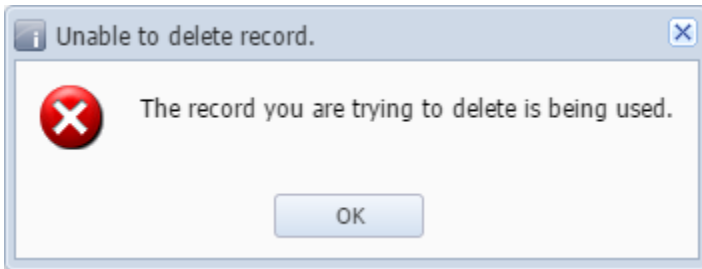 Unable to delete record.
The record you are trying to delete is being used.
OK